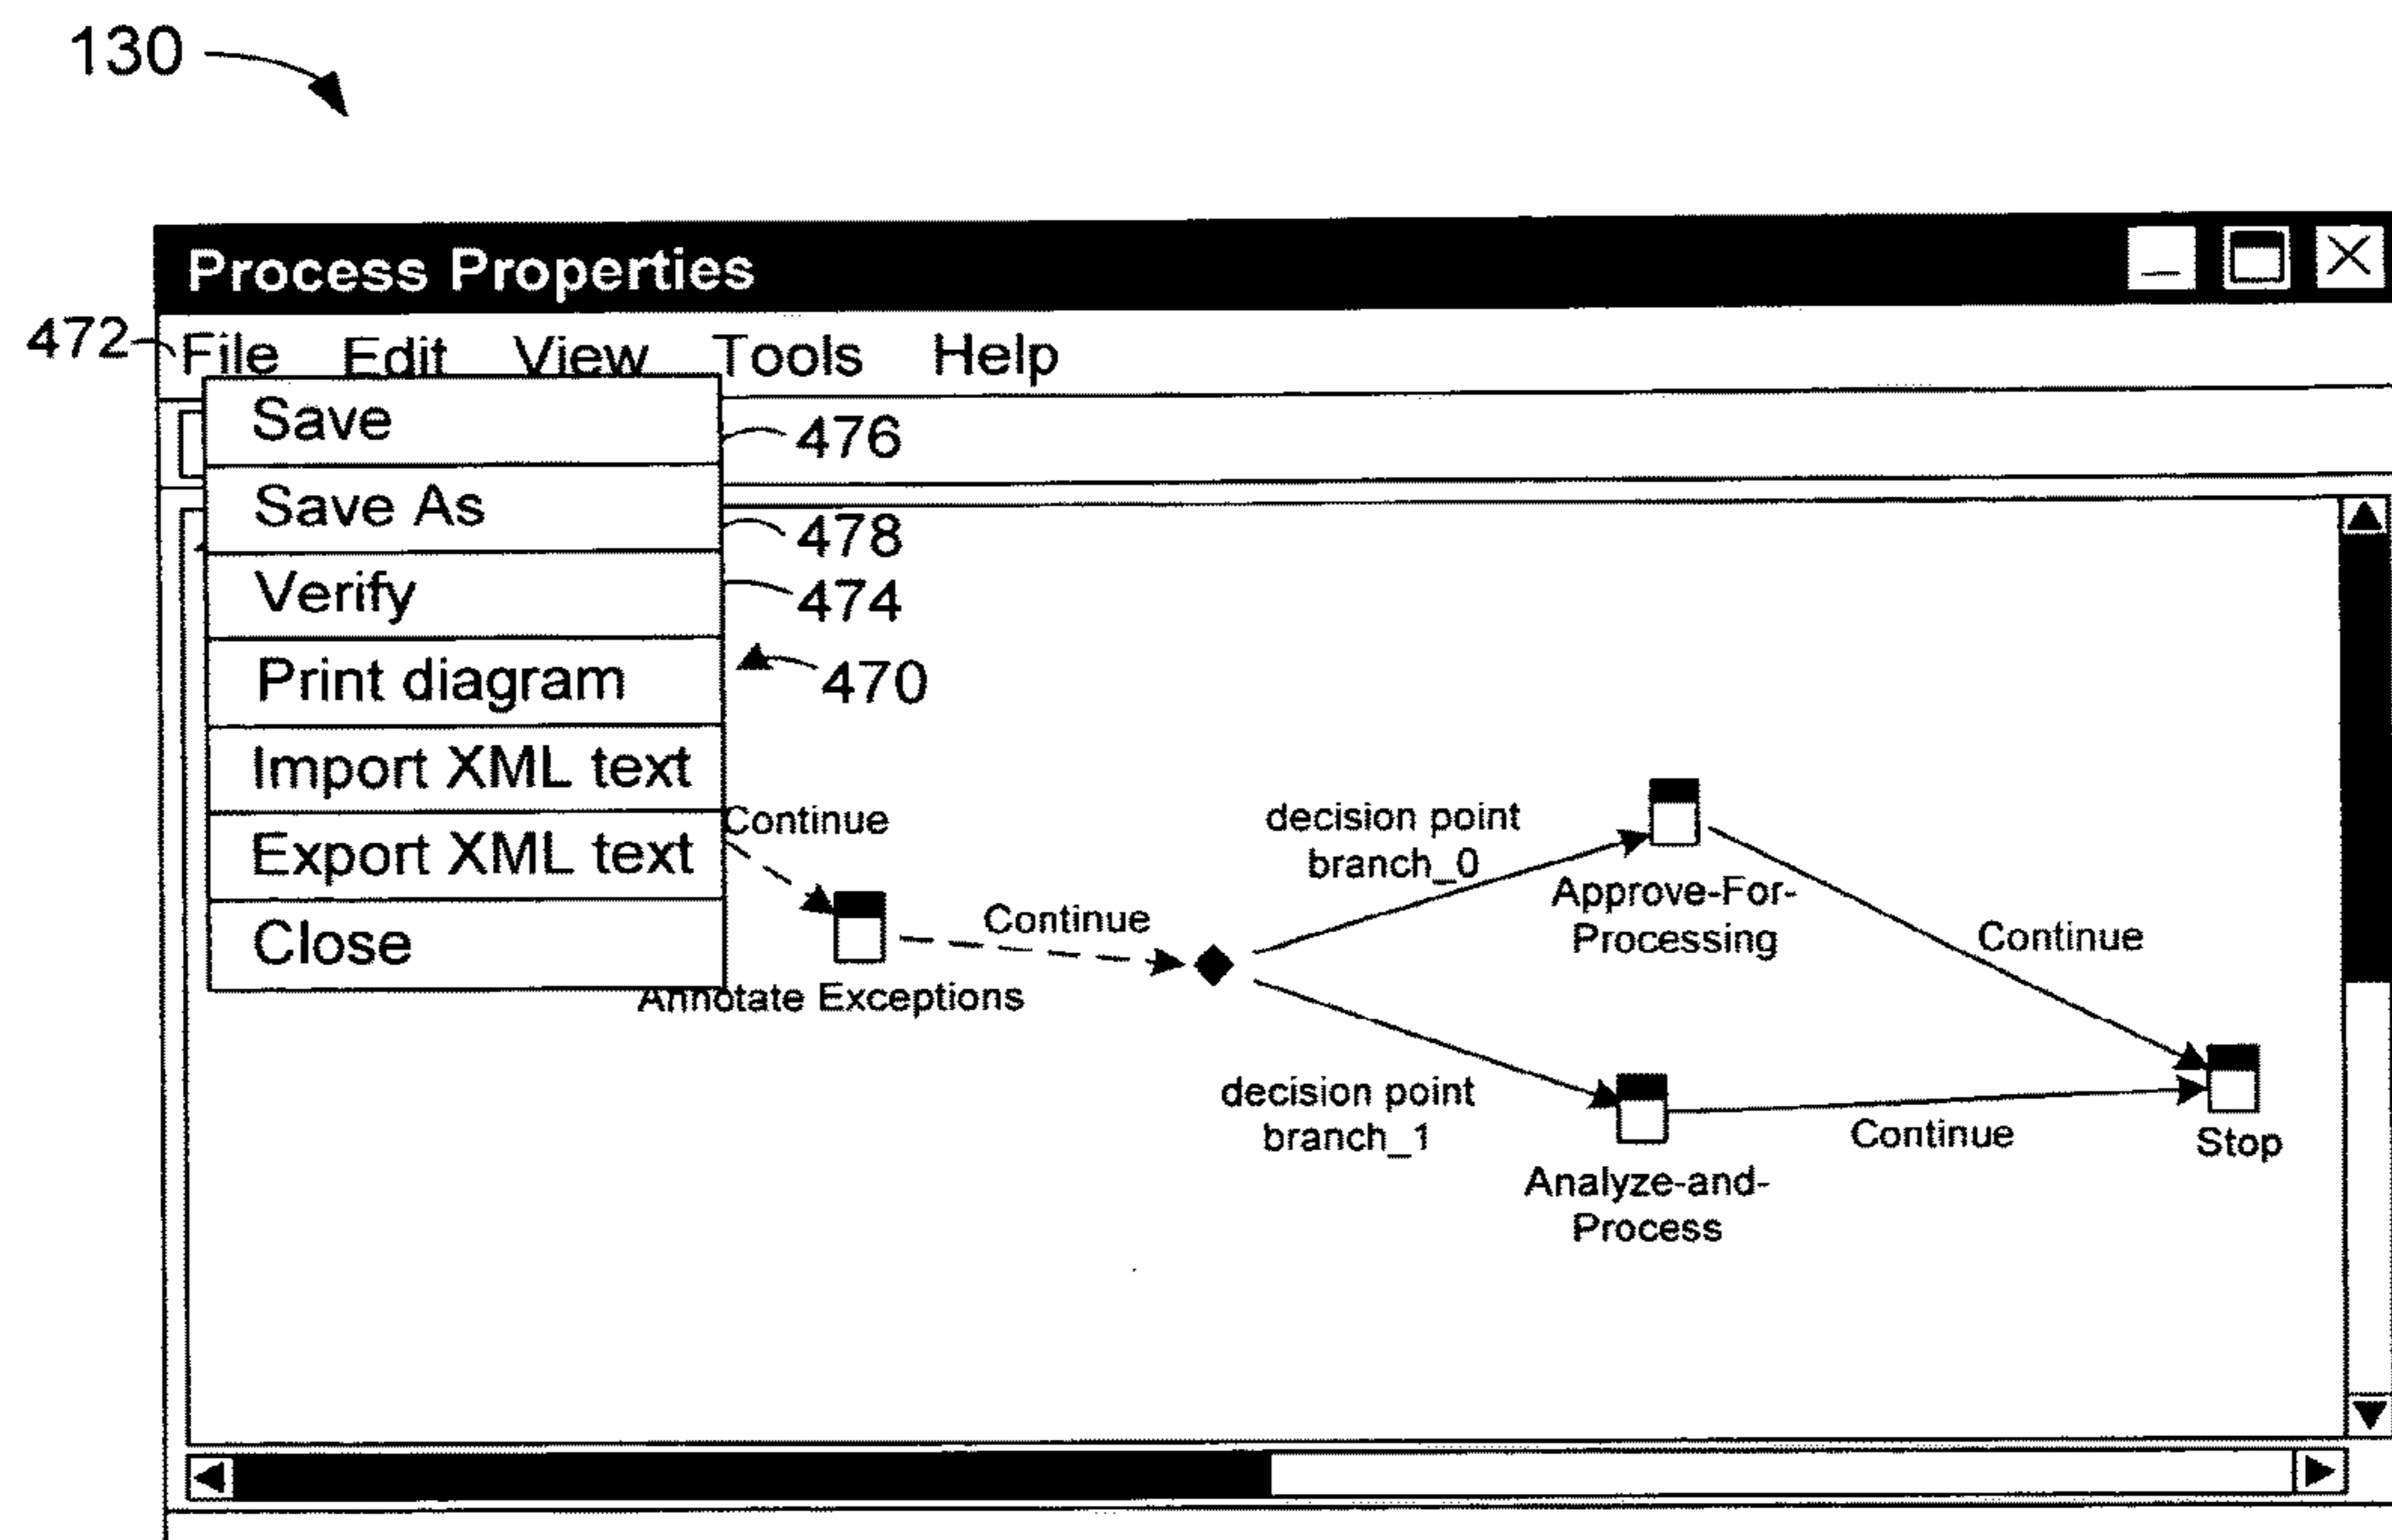 130
Process Properties
472 File Edit View Tools Help
Save 476
Save As 478
Verify 474
Print diagram 470
Import XML text
Export XML text
Close
Continue
Annotate Exceptions
Continue
decision point
branch_0
Approve-For-
Processing
Continue
decision point
branch_1
Analyze-and-
Process
Continue
Stop